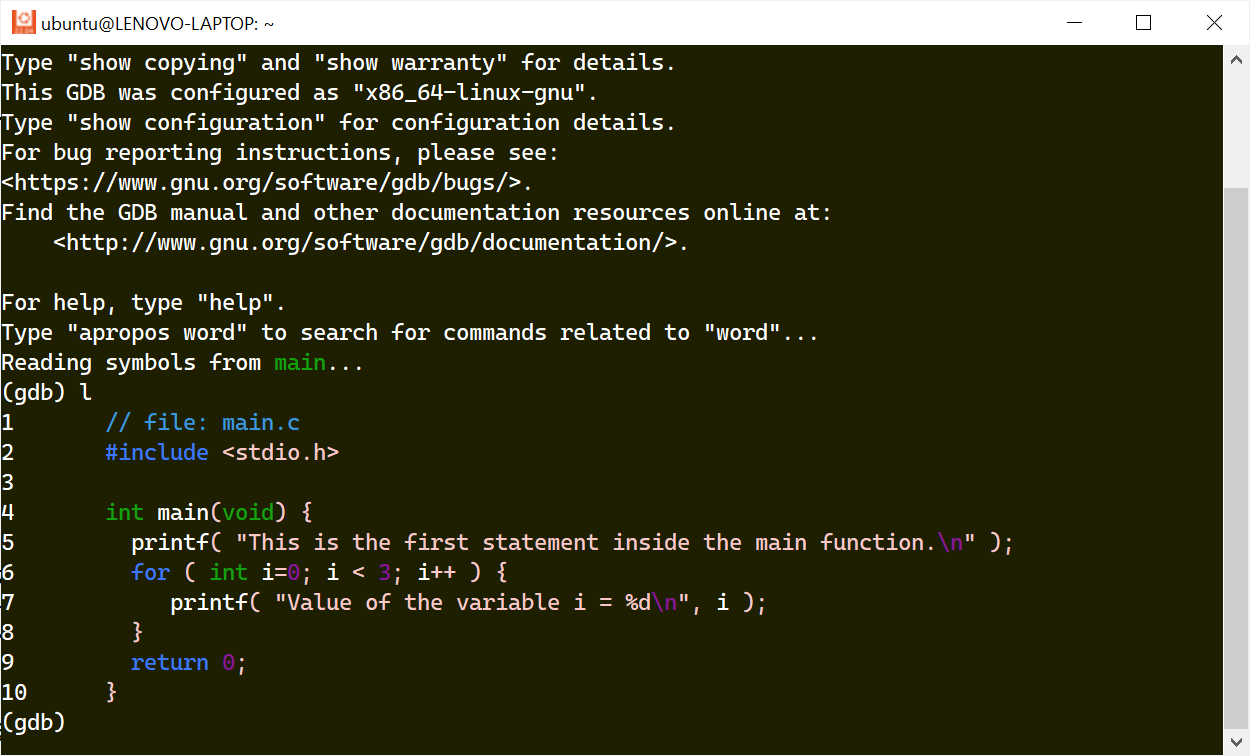 ubuntu@LENOVO-LAPTOP: ~
Type "show copying" and "show warranty" for details.
This GDB was configured as "x86_64-linux-gnu".
Type "show configuration" for configuration details.
For bug reporting instructions, please see:
<https://www.gnu.org/software/gdb/bugs/>.
Find the GDB manual and other documentation resources online at:
    <http://www.gnu.org/software/gdb/documentation/>.

For help, type "help".
Type "apropos word" to search for commands related to "word"...
Reading symbols from main...
(gdb) l
1       // file: main.c
2       #include <stdio.h>
3
4       int main(void) {
5         printf( "This is the first statement inside the main function.\n" );
6         for ( int i=0; i < 3; i++ ) {
7            printf( "Value of the variable i = %d\n", i );
8         }
9         return 0;
10      }
(gdb)